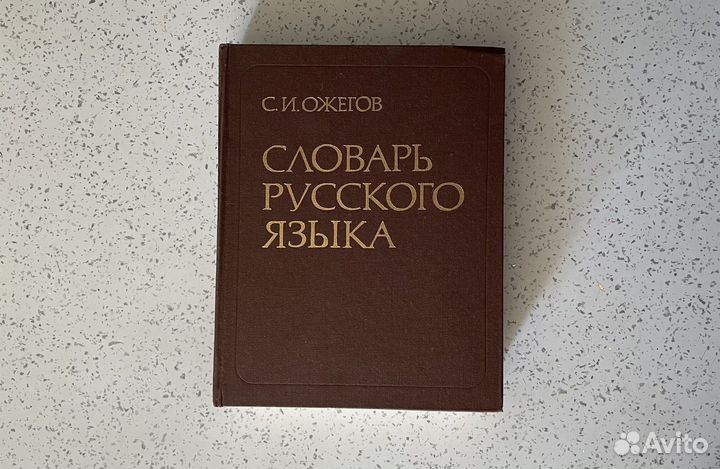 С. И. ОЖЕГОВ
СЛОВАРЬ
РУССКОГО
ЯЗЫКА
Avito